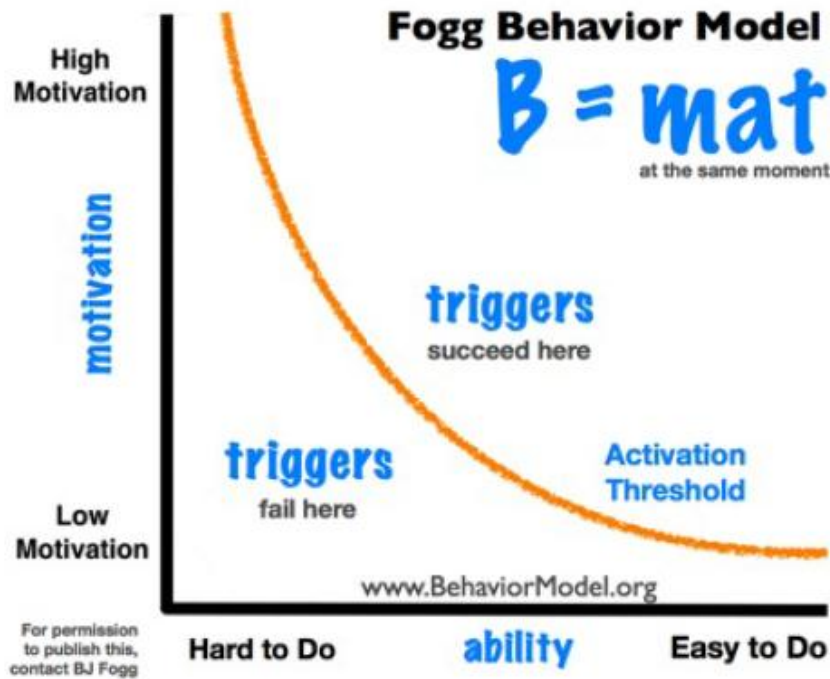 Fogg Behavior Model
B = mat
at the same moment
High
Motivation
motivation
triggers
succeed here
triggers
fail here
Activation
Threshold
Low
Motivation
www.BehaviorModel.org
For permission
to publish this,
contact BJ Fogg
Hard to Do
ability
Easy to Do